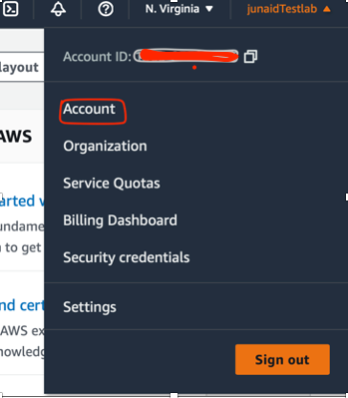 N. Virginia ▼ junaidTestlab ▲
Account ID:
layout
Account
AWS
Organization
Service Quotas
arted v
Billing Dashboard
undame
n to get
Security credentials
Settings
nd cert
AWS ex
nowledg
Sign out